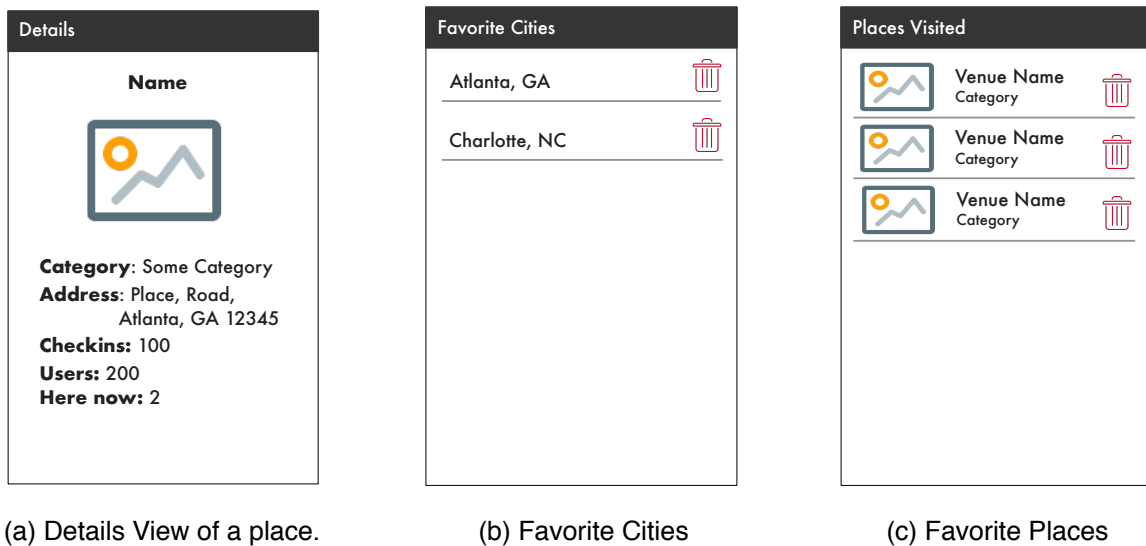 Details
Name
Category: Some Category
Address: Place, Road,
Atlanta, GA 12345
Checkins: 100
Users: 200
Here now: 2
(a) Details View of a place.
Favorite Cities
Atlanta, GA
Charlotte, NC
(b) Favorite Cities
Places Visited
Venue Name
Category
Venue Name
Category
Venue Name
Category
(c) Favorite Places